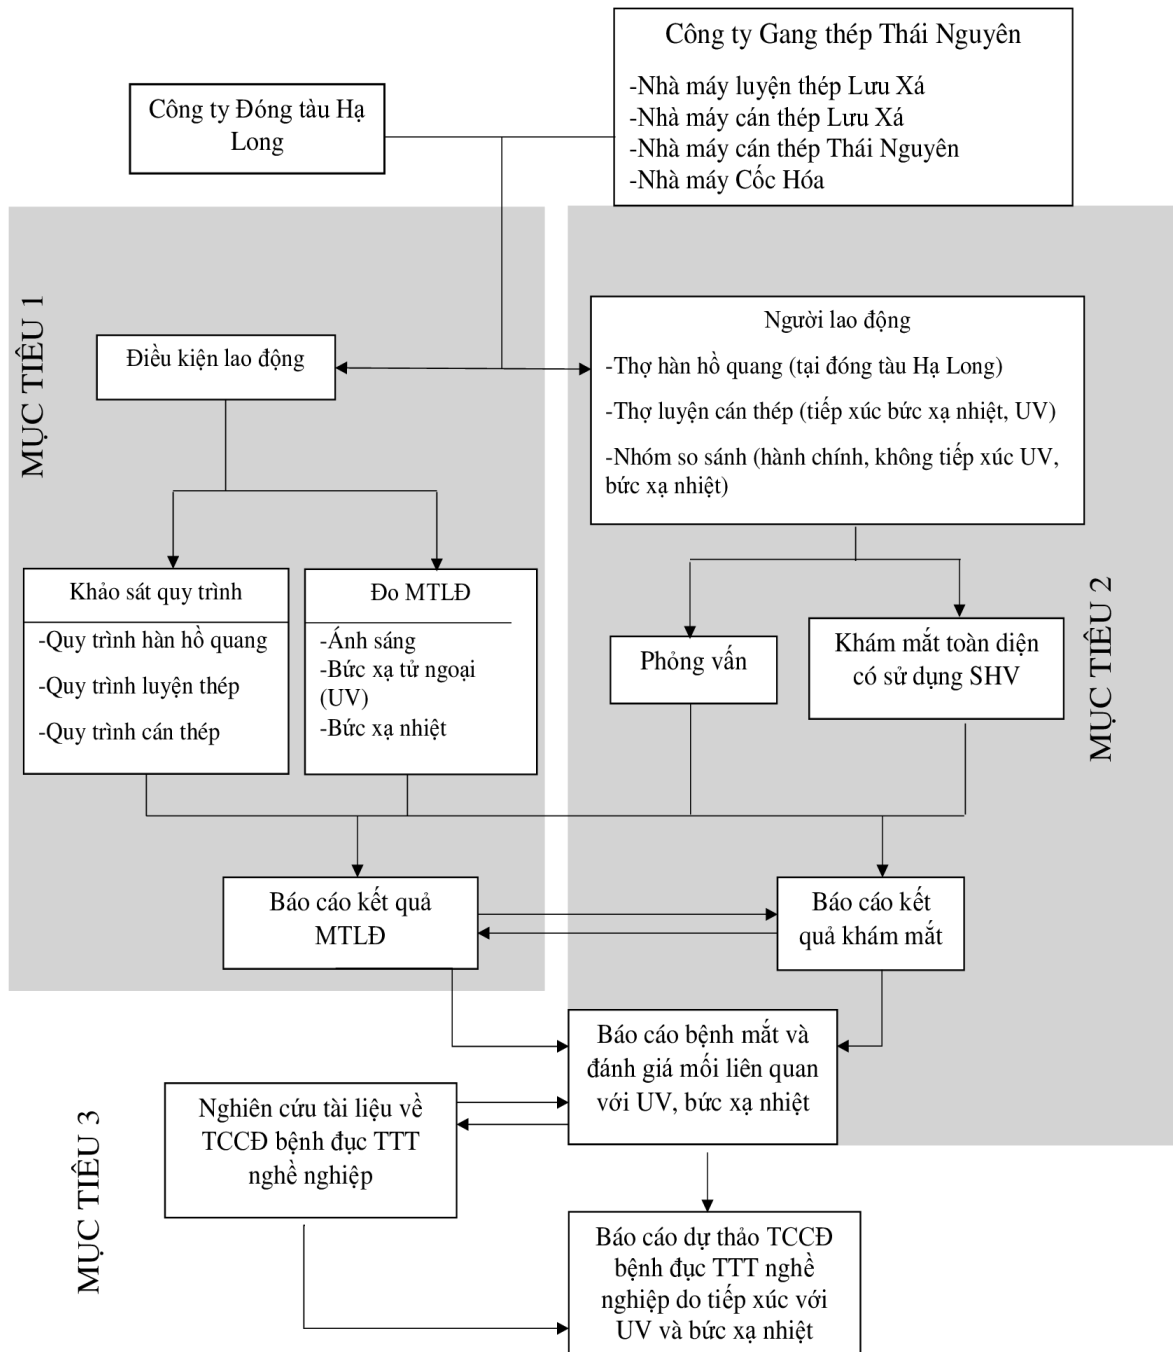 Công ty Gang thép Thái Nguyên
-Nhà máy luyện thép Lưu Xá
-Nhà máy cán thép Lưu Xá
-Nhà máy cán thép Thái Nguyên
-Nhà máy Cốc Hóa
Công ty Đóng tàu Hạ
Long
MỤC TIÊU 1
Điều kiện lao động
Người lao động
-Thợ hàn hồ quang (tại đóng tàu Hạ Long)
-Thợ luyện cán thép (tiếp xúc bức xạ nhiệt, UV)
-Nhóm so sánh (hành chính, không tiếp xúc UV,
bức xạ nhiệt)
Khảo sát quy trình
-Quy trình hàn hồ quang
-Quy trình luyện thép
-Quy trình cán thép
Đo MTLĐ
-Ánh sáng
-Bức xạ tử ngoại
(UV)
-Bức xạ nhiệt
Phỏng vấn
Khám mắt toàn diện
có sử dụng SHV
MỤC TIÊU 2
Báo cáo kết quả
MTLĐ
Báo cáo kết
quả khám mắt
Báo cáo bệnh mắt và
đánh giá mối liên quan
với UV, bức xạ nhiệt
MỤC TIÊU 3
Nghiên cứu tài liệu về
TCCĐ bệnh đục TTT
nghề nghiệp
Báo cáo dự thảo TCCĐ
bệnh đục TTT nghề
nghiệp do tiếp xúc với
UV và bức xạ nhiệt